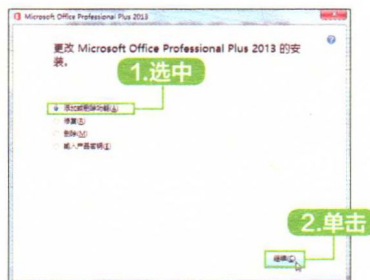 Microsoft Office Professional Plus 2013
更改 Microsoft Office Professional Plus 2013 的安
装。
1.选中
添加或删除功能(A)
修复(R)
删除(M)
输入产品密钥(E)
2.单击
继续(C)